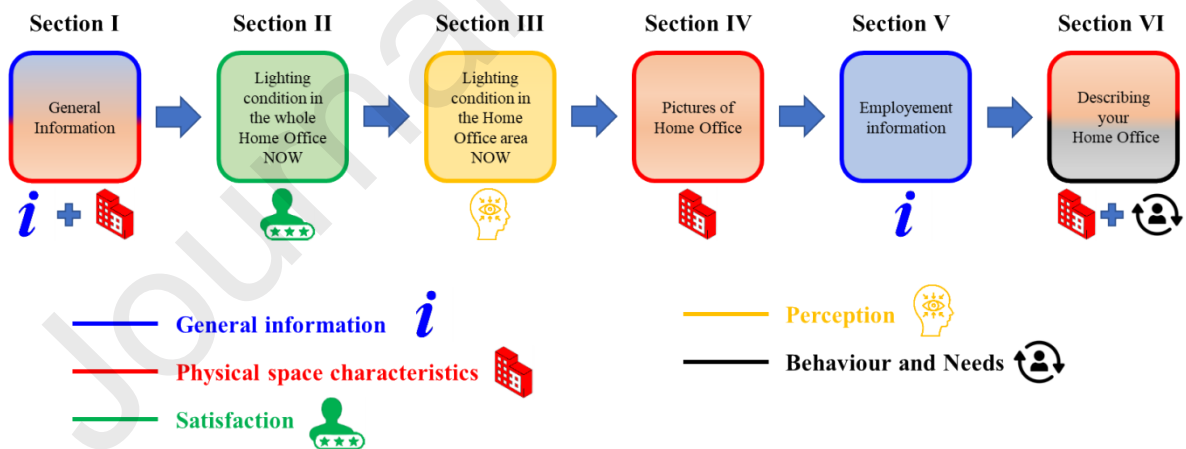 Section I
Section II
Section III
Section IV
Section V
Section VI
General
Information
Lighting
condition in
the whole
Home Office
NOW
Lighting
condition in
the Home
Office area
NOW
Pictures of
Home Office
Employement
information
Describing
your
Home Office
i
i
General information
i
Physical space characteristics
Satisfaction
Perception
Behaviour and Needs
Journal